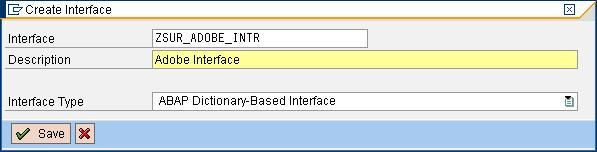 Create Interface
Interface ZSUR_ADOBE_INTR
Description Adobe Interface
Interface Type ABAP Dictionary-Based Interface
Save